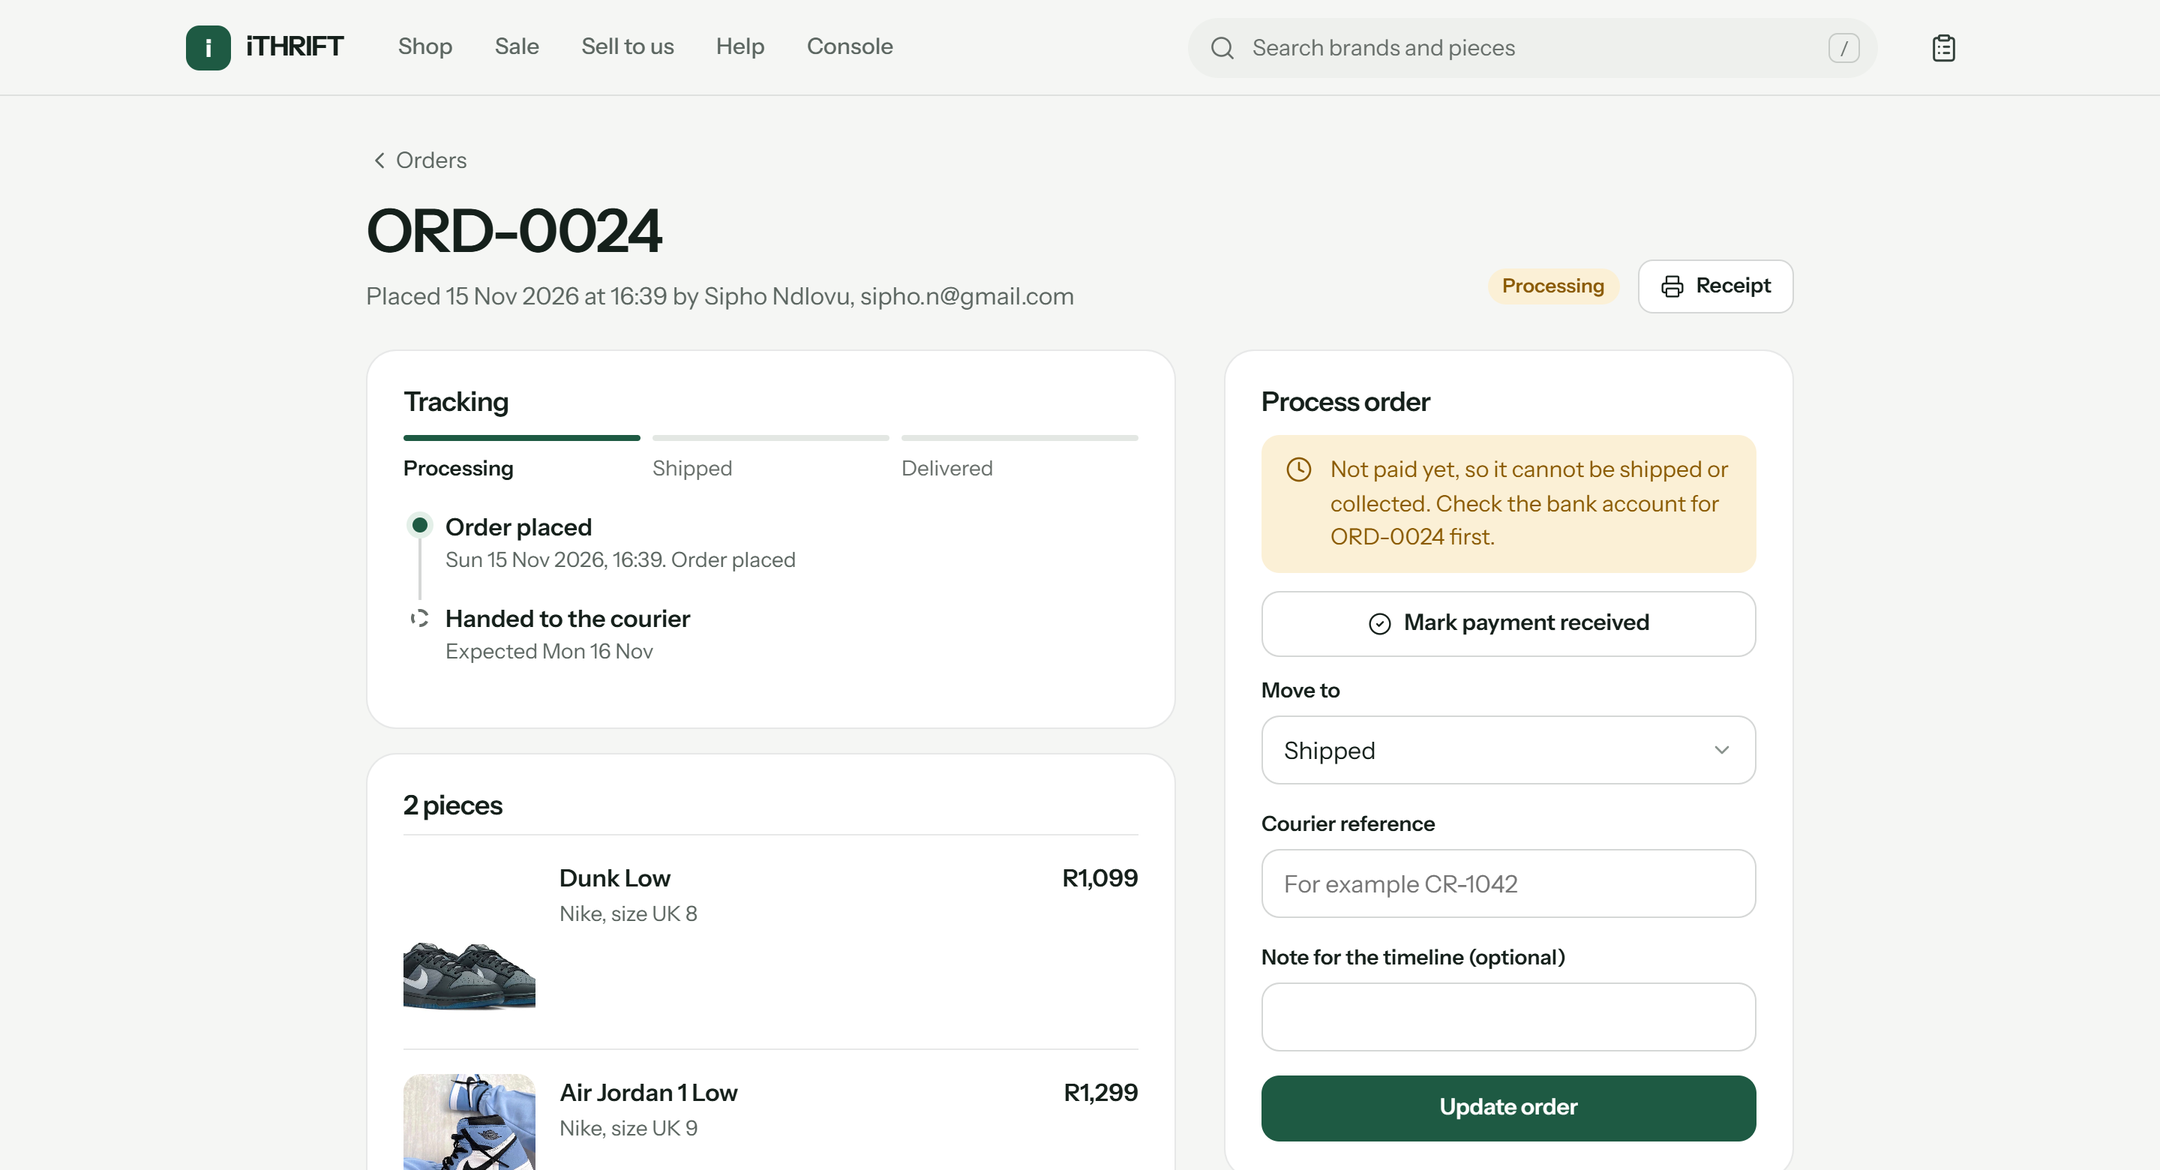 i iTHRIFT Shop Sale Sell to us Help Console Search brands and pieces /
Orders
ORD-0024
Placed 15 Nov 2026 at 16:39 by Sipho Ndlovu, sipho.n@gmail.com
Processing Receipt
Tracking
Processing Shipped Delivered
Order placed
Sun 15 Nov 2026, 16:39. Order placed
Handed to the courier
Expected Mon 16 Nov
2 pieces
Dunk Low R1,099
Nike, size UK 8
Air Jordan 1 Low R1,299
Nike, size UK 9
Process order
Not paid yet, so it cannot be shipped or
collected. Check the bank account for
ORD-0024 first.
Mark payment received
Move to
Shipped
Courier reference
For example CR-1042
Note for the timeline (optional)
Update order